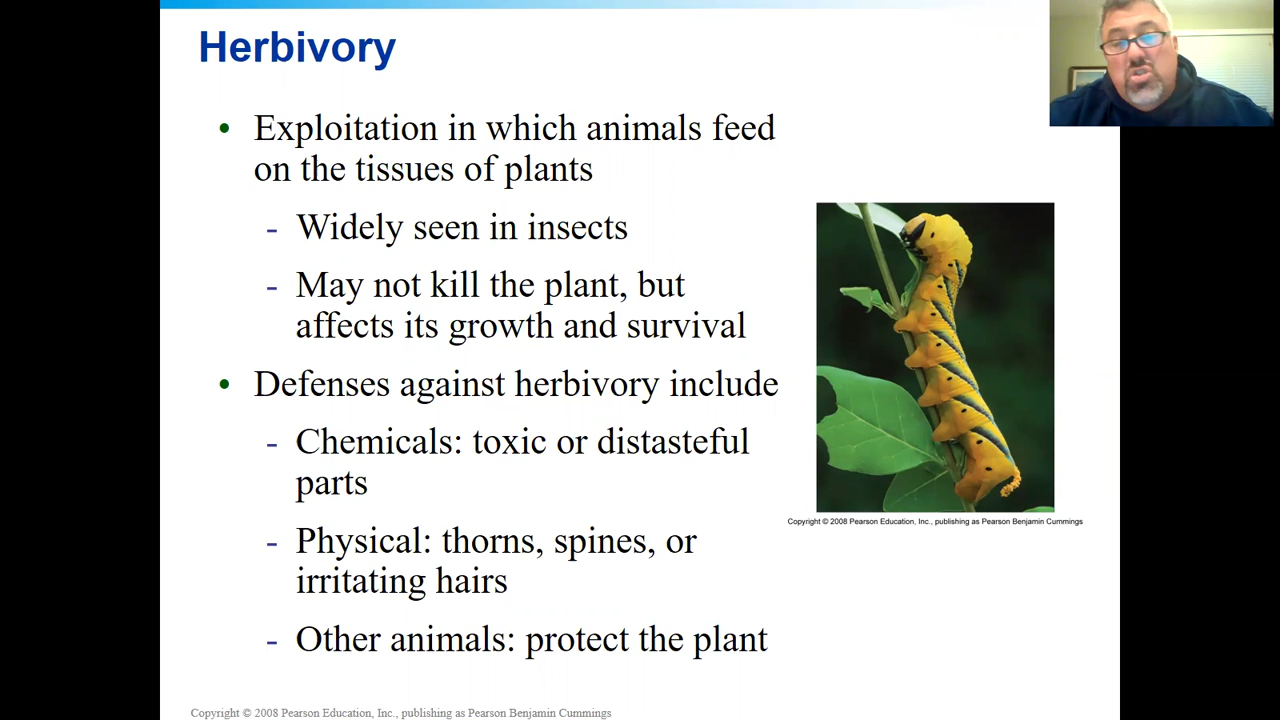 Herbivory
• Exploitation in which animals feed
on the tissues of plants
- Widely seen in insects
- May not kill the plant, but
affects its growth and survival
• Defenses against herbivory include
- Chemicals: toxic or distasteful
parts
- Physical: thorns, spines, or
irritating hairs
- Other animals: protect the plant
Copyright © 2008 Pearson Education, Inc., publishing as Pearson Benjamin Cummings
Copyright © 2008 Pearson Education, Inc., publishing as Pearson Benjamin Cummings